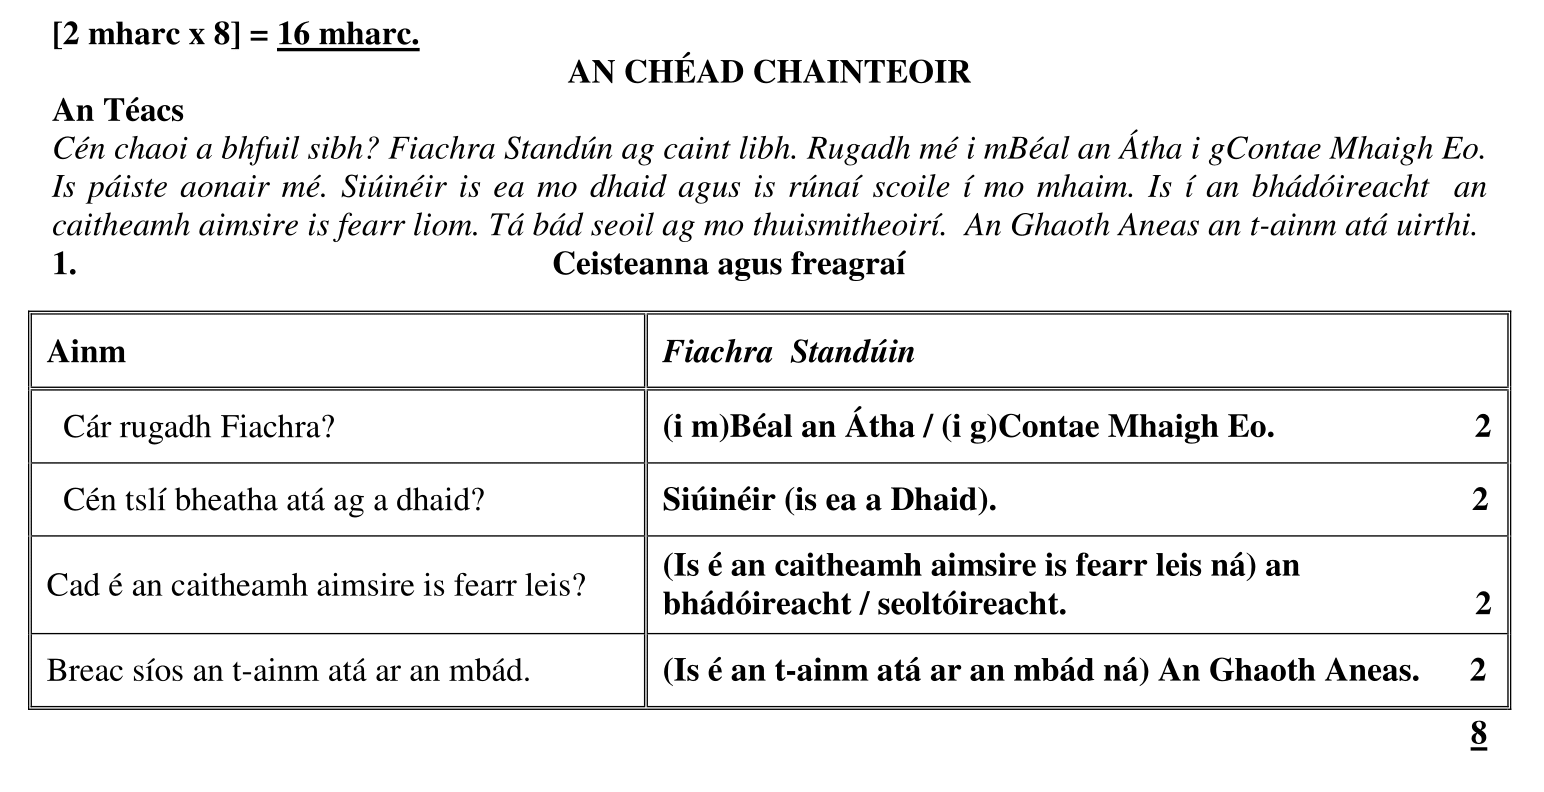 [2 mharc x 8] = 16 mharc.
AN CHÉAD CHAINTEOIR
An Téacs
Cén chaoi a bhfuil sibh? Fiachra Standún ag caint libh. Rugadh mé i mBéal an Átha i gContae Mhaigh Eo.
Is páiste aonair mé. Siúinéir is ea mo dhaid agus is rúnaí scoile í mo mhaim. Is í an bhádóireacht an
caitheamh aimsire is fearr liom. Tá bád seoil ag mo thuismitheoirí. An Ghaoth Aneas an t-ainm atá uirthi.
1. Ceisteanna agus freagraí
Ainm Fiachra Standúin
Cár rugadh Fiachra? (i m)Béal an Átha / (i g)Contae Mhaigh Eo. 2
Cén tslí bheatha atá ag a dhaid? Siúinéir (is ea a Dhaid). 2
Cad é an caitheamh aimsire is fearr leis? (Is é an caitheamh aimsire is fearr leis ná) an
bhádóireacht / seoltóireacht. 2
Breac síos an t-ainm atá ar an mbád. (Is é an t-ainm atá ar an mbád ná) An Ghaoth Aneas. 2
8